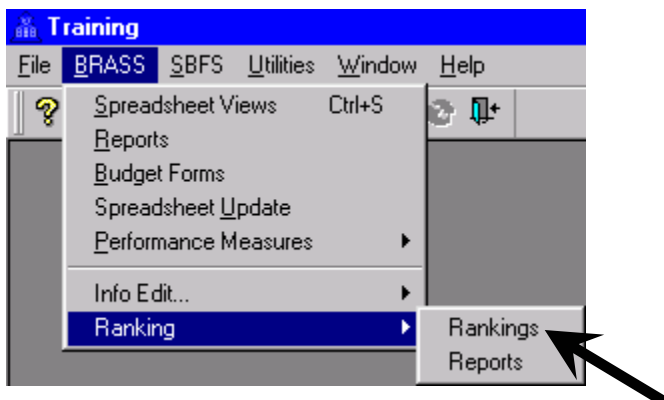 Training
File BRASS SBFS Utilities Window Help
Spreadsheet Views Ctrl+S
Reports
Budget Forms
Spreadsheet Update
Performance Measures
Info Edit...
Ranking
Rankings
Reports